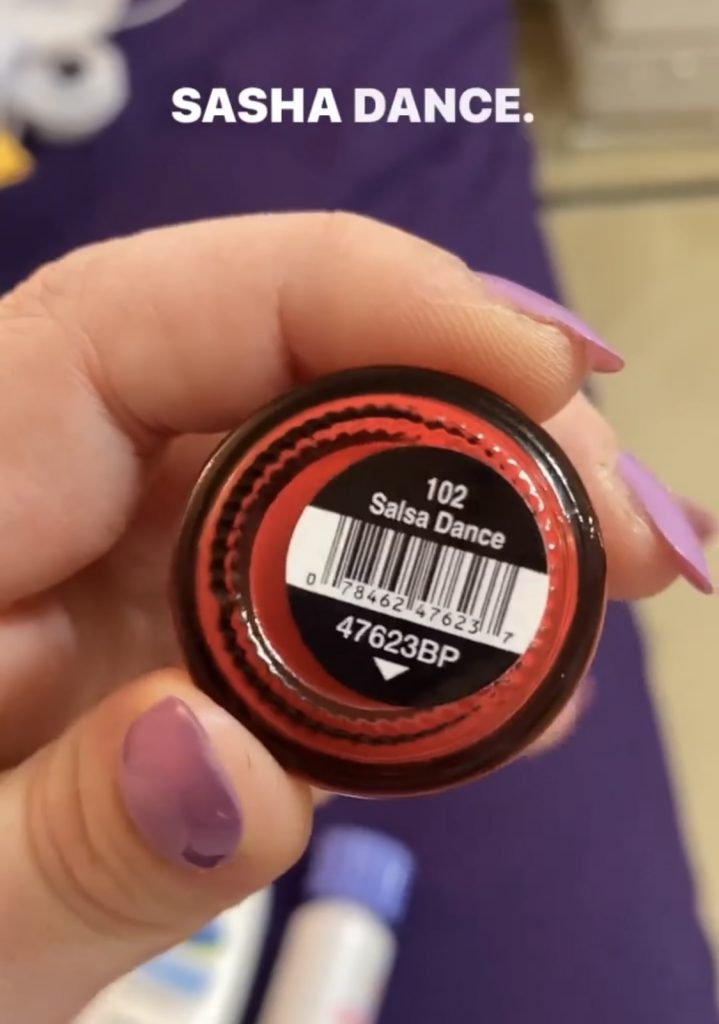 SASHA DANCE.
102
Salsa Dance
0 78462 47623 7
47623BP